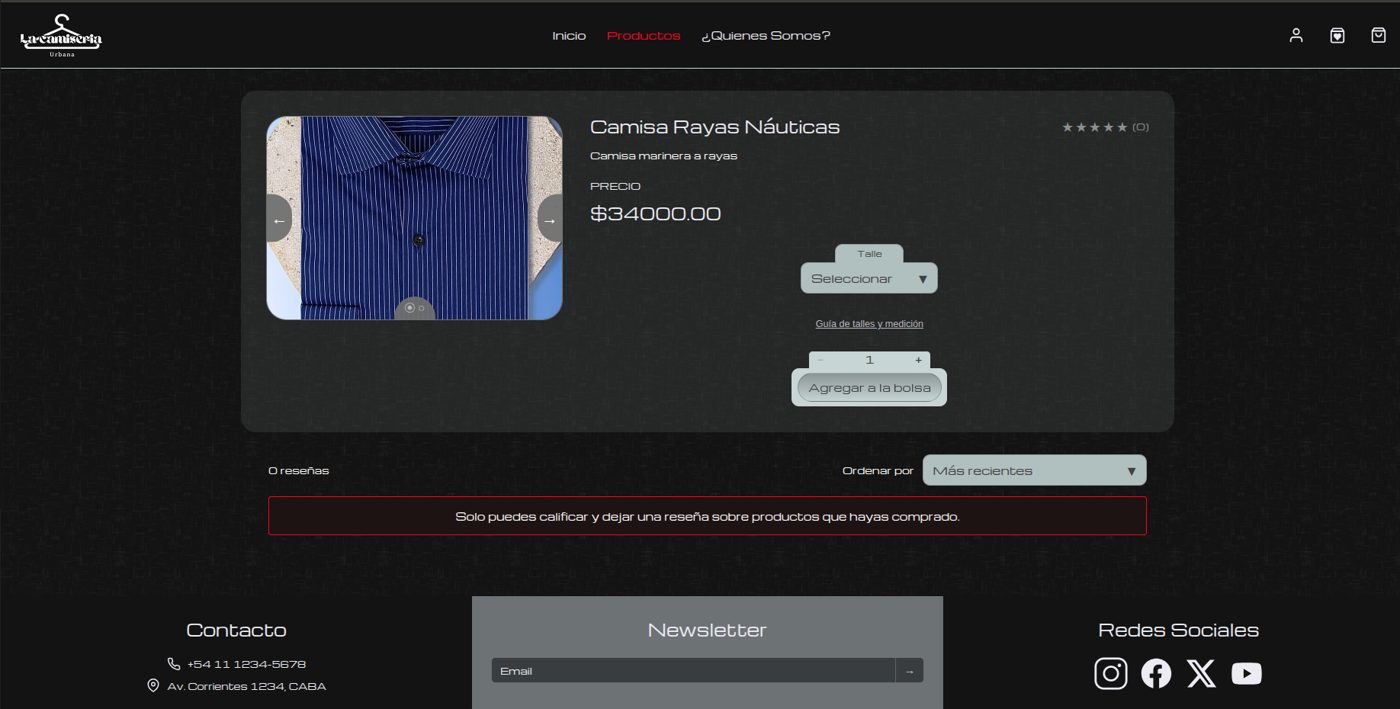 La camiseria
Urbana
Inicio
Productos
¿Quienes Somos?
Camisa Rayas Náuticas
★★★★★ (0)
Camisa marinera a rayas
PRECIO
$34000.00
Talle
Seleccionar ▼
Guía de talles y medición
− 1 +
Agregar a la bolsa
0 reseñas
Ordenar por
Más recientes ▼
Solo puedes calificar y dejar una reseña sobre productos que hayas comprado.
Contacto
+54 11 1234-5678
Av. Corrientes 1234, CABA
Newsletter
Email →
Redes Sociales